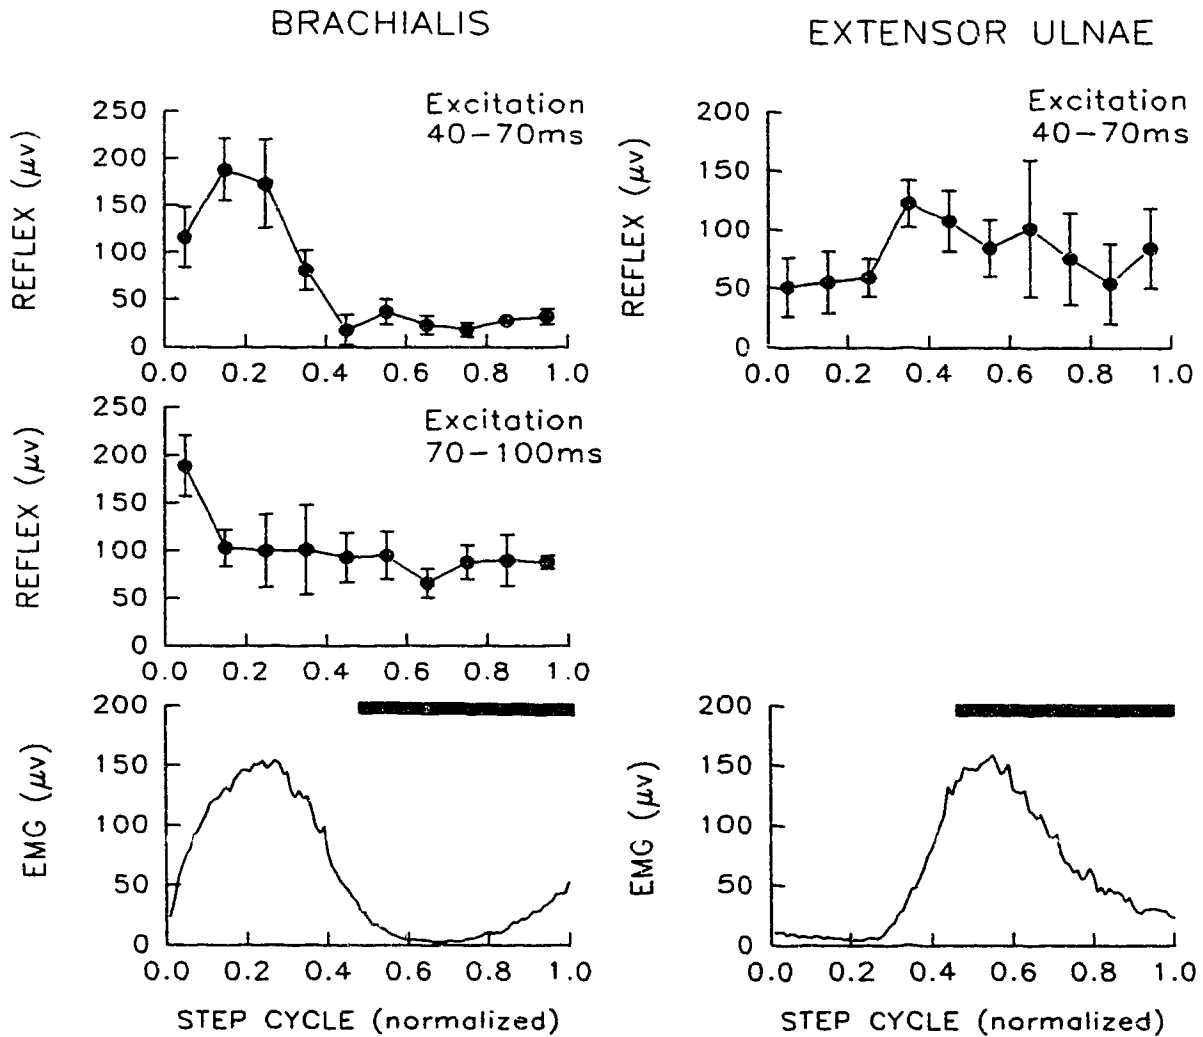 BRACHIALIS
EXTENSOR ULNAE
Excitation
40-70ms
REFLEX (μv)
250
200
150
100
50
0
0.0 0.2 0.4 0.6 0.8 1.0
Excitation
40-70ms
REFLEX (μv)
200
150
100
50
0
0.0 0.2 0.4 0.6 0.8 1.0
Excitation
70-100ms
REFLEX (μv)
250
200
150
100
50
0
0.0 0.2 0.4 0.6 0.8 1.0
EMG (μv)
200
150
100
50
0
0.0 0.2 0.4 0.6 0.8 1.0
STEP CYCLE (normalized)
EMG (μv)
200
150
100
50
0
0.0 0.2 0.4 0.6 0.8 1.0
STEP CYCLE (normalized)